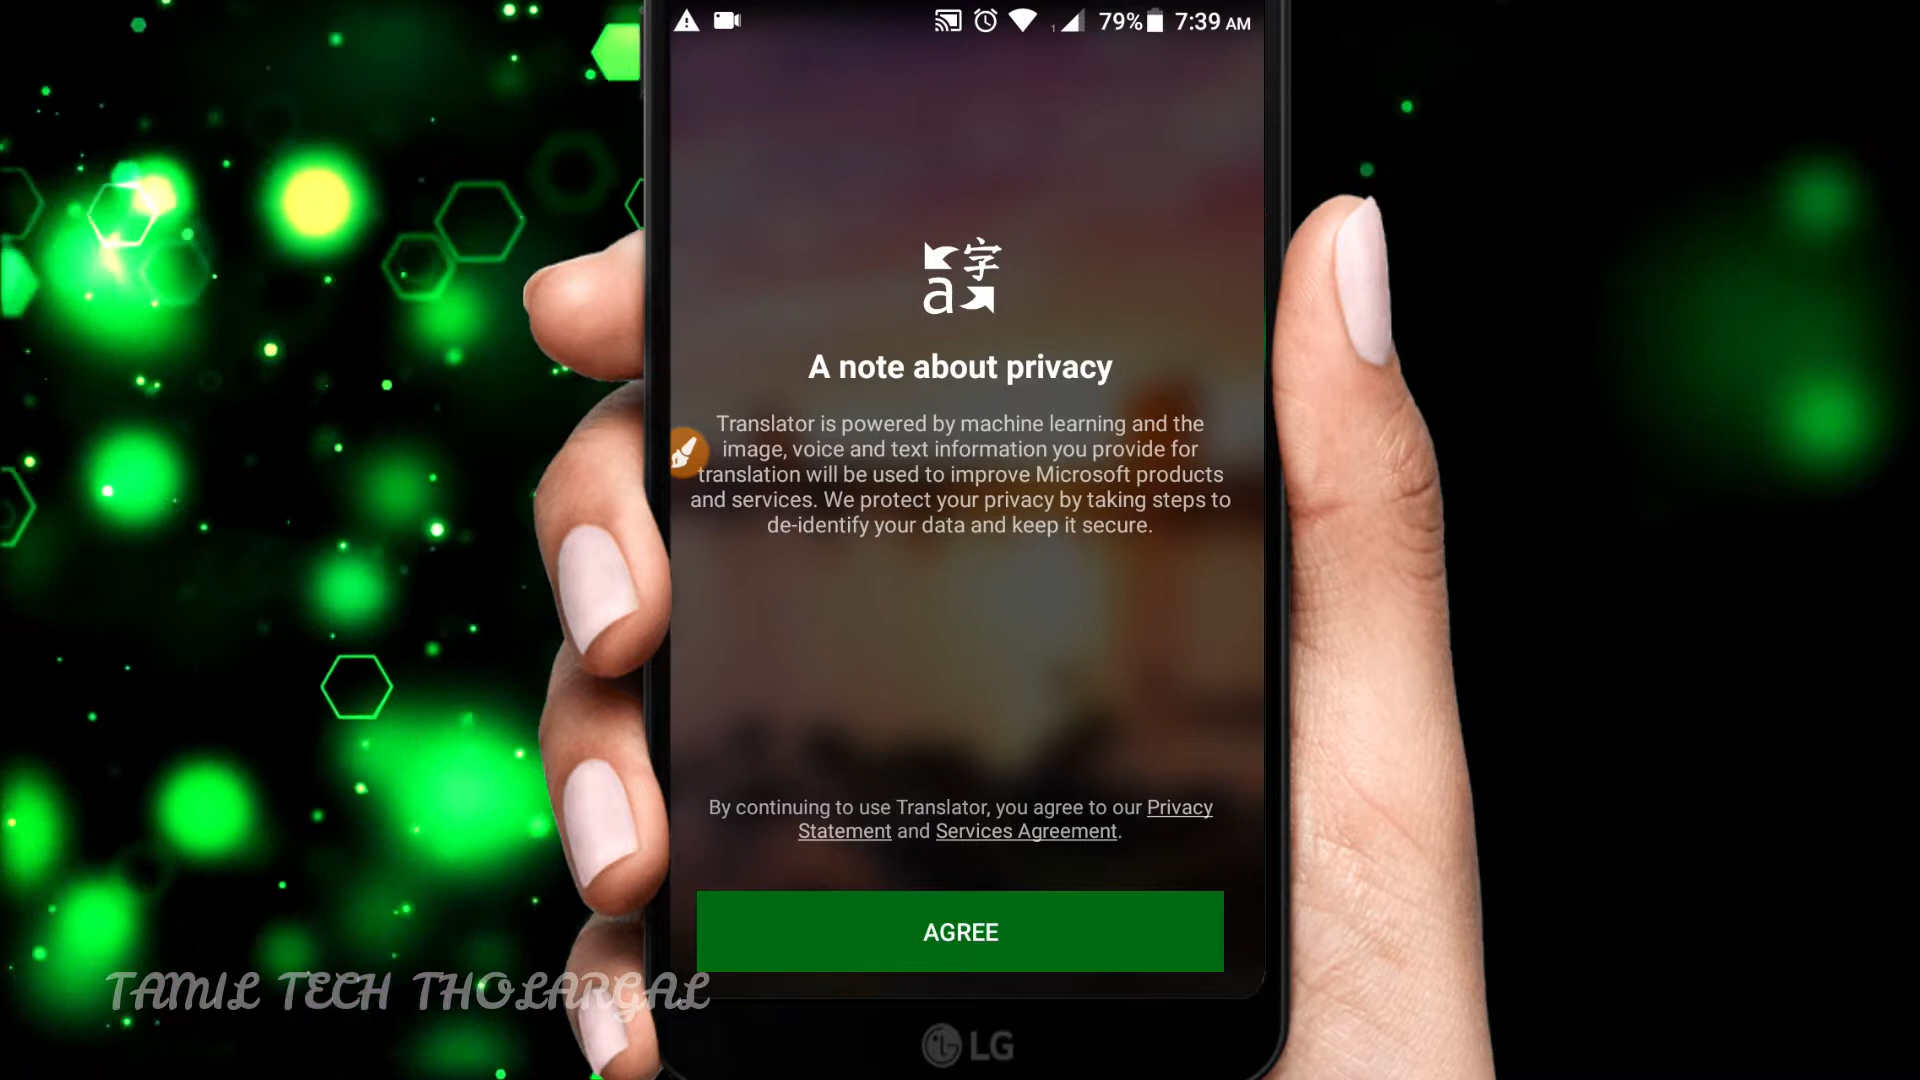 79% 7:39 AM
字
a
A note about privacy
Translator is powered by machine learning and the
image, voice and text information you provide for
translation will be used to improve Microsoft products
and services. We protect your privacy by taking steps to
de-identify your data and keep it secure.
By continuing to use Translator, you agree to our Privacy
Statement and Services Agreement.
AGREE
TAMIL TECH THOLARGAL
LG